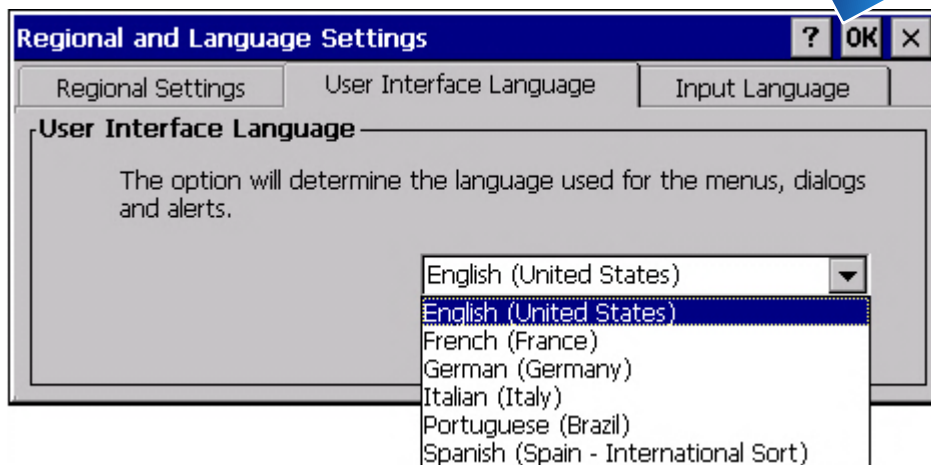 Regional and Language Settings ? OK ×
Regional Settings User Interface Language Input Language
User Interface Language
The option will determine the language used for the menus, dialogs
and alerts.
English (United States)
English (United States)
French (France)
German (Germany)
Italian (Italy)
Portuguese (Brazil)
Spanish (Spain - International Sort)